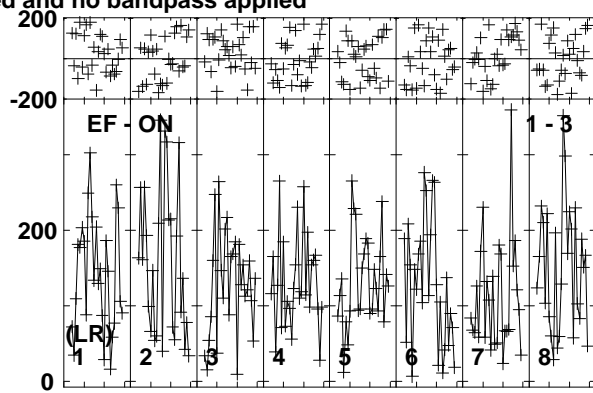 ed and no bandpass applied
200
-200
EF - ON 1 - 3
200
(LR)
1 2 3 4 5 6 7 8
0